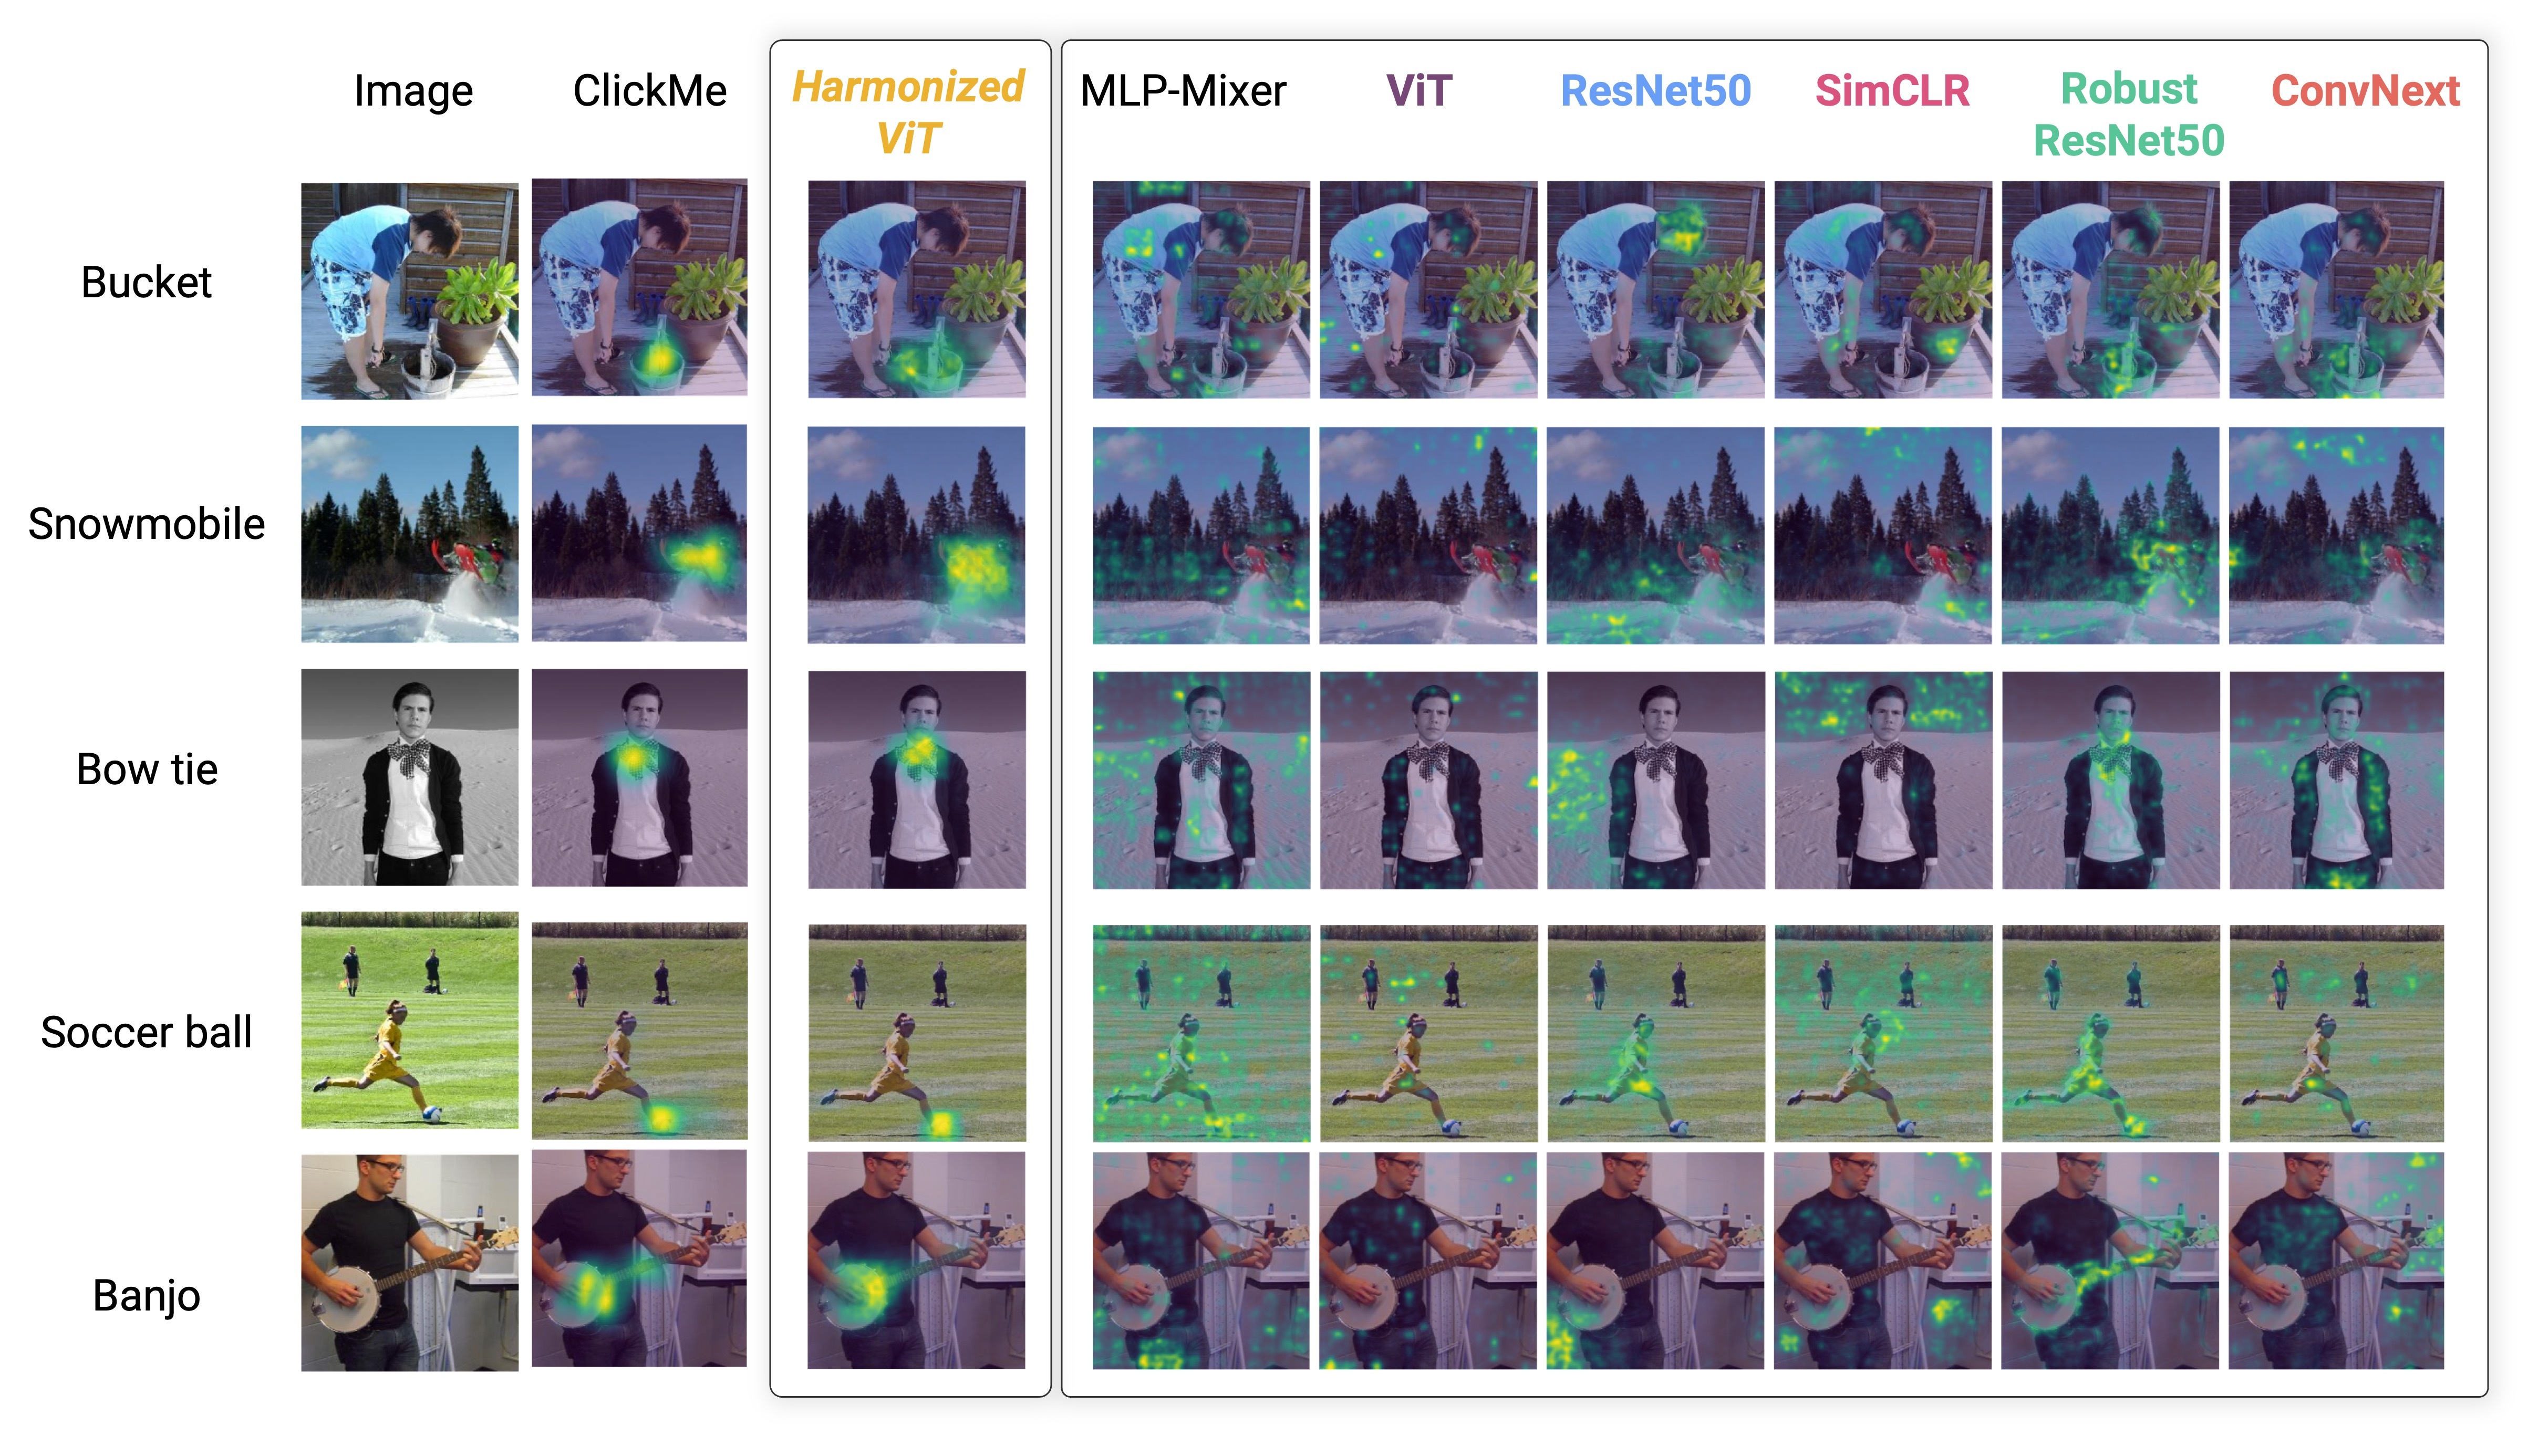 Image
ClickMe
Harmonized
ViT
MLP-Mixer
ViT
ResNet50
SimCLR
Robust
ResNet50
ConvNext
Bucket
Snowmobile
Bow tie
Soccer ball
Banjo